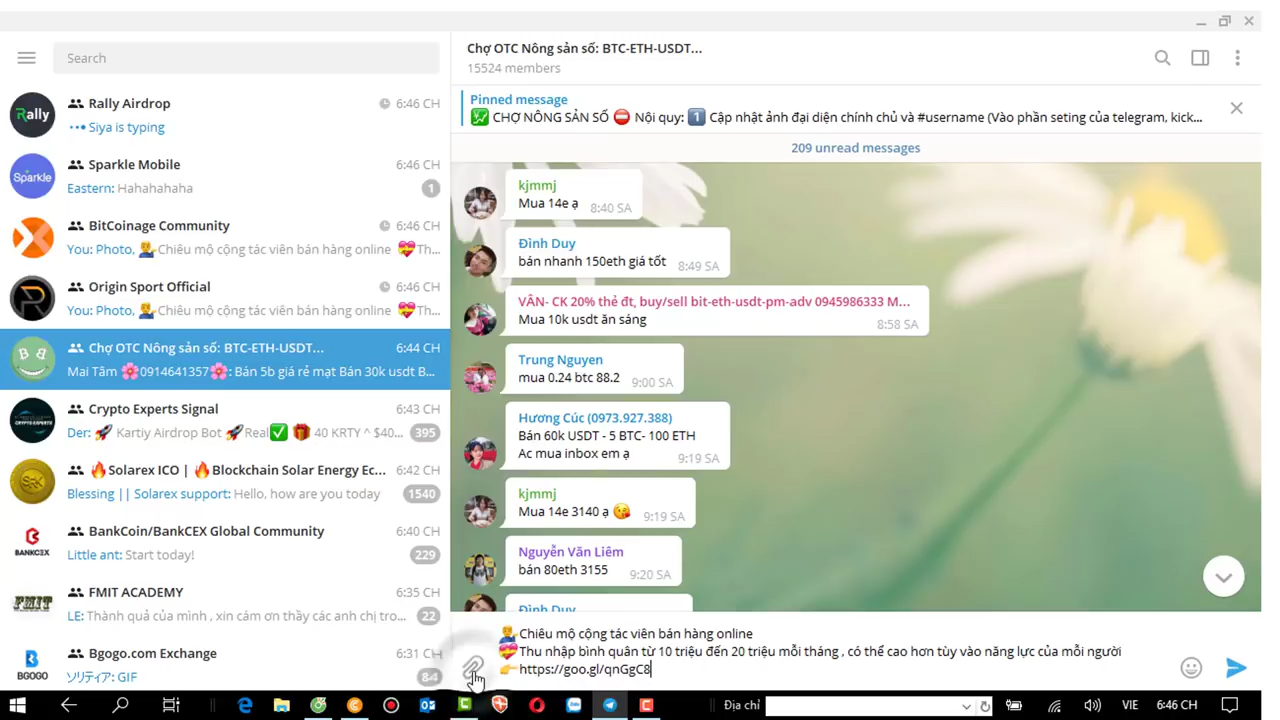 Search
Rally Airdrop
6:46 CH
Siya is typing
Sparkle Mobile
6:46 CH
Eastern: Hahahahaha
1
BitCoinage Community
6:46 CH
You: Photo, Chiêu mộ cộng tác viên bán hàng online 💝Th...
Origin Sport Official
6:46 CH
You: Photo, Chiêu mộ cộng tác viên bán hàng online 💝Th...
Chợ OTC Nông sản số: BTC-ETH-USDT...
6:44 CH
Mai Tâm 🌸0914641357🌸: Bán 5b giá rẻ mạt Bán 30k usdt B...
Crypto Experts Signal
6:43 CH
Der: 🚀 Kartiy Airdrop Bot 🚀Real✅ 🎁 40 KRTY ^ $40...
395
🔥Solarex ICO | 🔥Blockchain Solar Energy Ec...
6:42 CH
Blessing || Solarex support: Hello, how are you today
1540
BankCoin/BankCEX Global Community
6:40 CH
Little ant: Start today!
229
FMIT ACADEMY
6:35 CH
LE: Thành quả của mình , xin cám ơn thầy các anh chị tro...
22
Bgogo.com Exchange
6:31 CH
ソリティア: GIF
84
Rally
Sparkle
CRYPTO EXPERTS
SRK
BANKCEX
FMIT
BGOGO
Chợ OTC Nông sản số: BTC-ETH-USDT...
15524 members
Pinned message
CHỢ NÔNG SẢN SỐ ⛔ Nội quy: 1️⃣ Cập nhật ảnh đại diện chính chủ và #username (Vào phần seting của telegram, kick...
209 unread messages
kjmmj
Mua 14e ạ 8:40 SA
Đình Duy
bán nhanh 150eth giá tốt 8:49 SA
VÂN- CK 20% thẻ đt, buy/sell bit-eth-usdt-pm-adv 0945986333 M...
Mua 10k usdt ăn sáng 8:58 SA
Trung Nguyen
mua 0.24 btc 88.2 9:00 SA
Hương Cúc (0973.927.388)
Bán 60k USDT - 5 BTC- 100 ETH
Ac mua inbox em ạ 9:19 SA
kjmmj
Mua 14e 3140 ạ 😘 9:19 SA
Nguyễn Văn Liêm
bán 80eth 3155 9:20 SA
Đình Duy
Chiêu mộ cộng tác viên bán hàng online
💝Thu nhập bình quân từ 10 triệu đến 20 triệu mỗi tháng , có thể cao hơn tùy vào năng lực của mỗi người
👉https://goo.gl/qnGgC8
Địa chỉ
VIE
6:46 CH